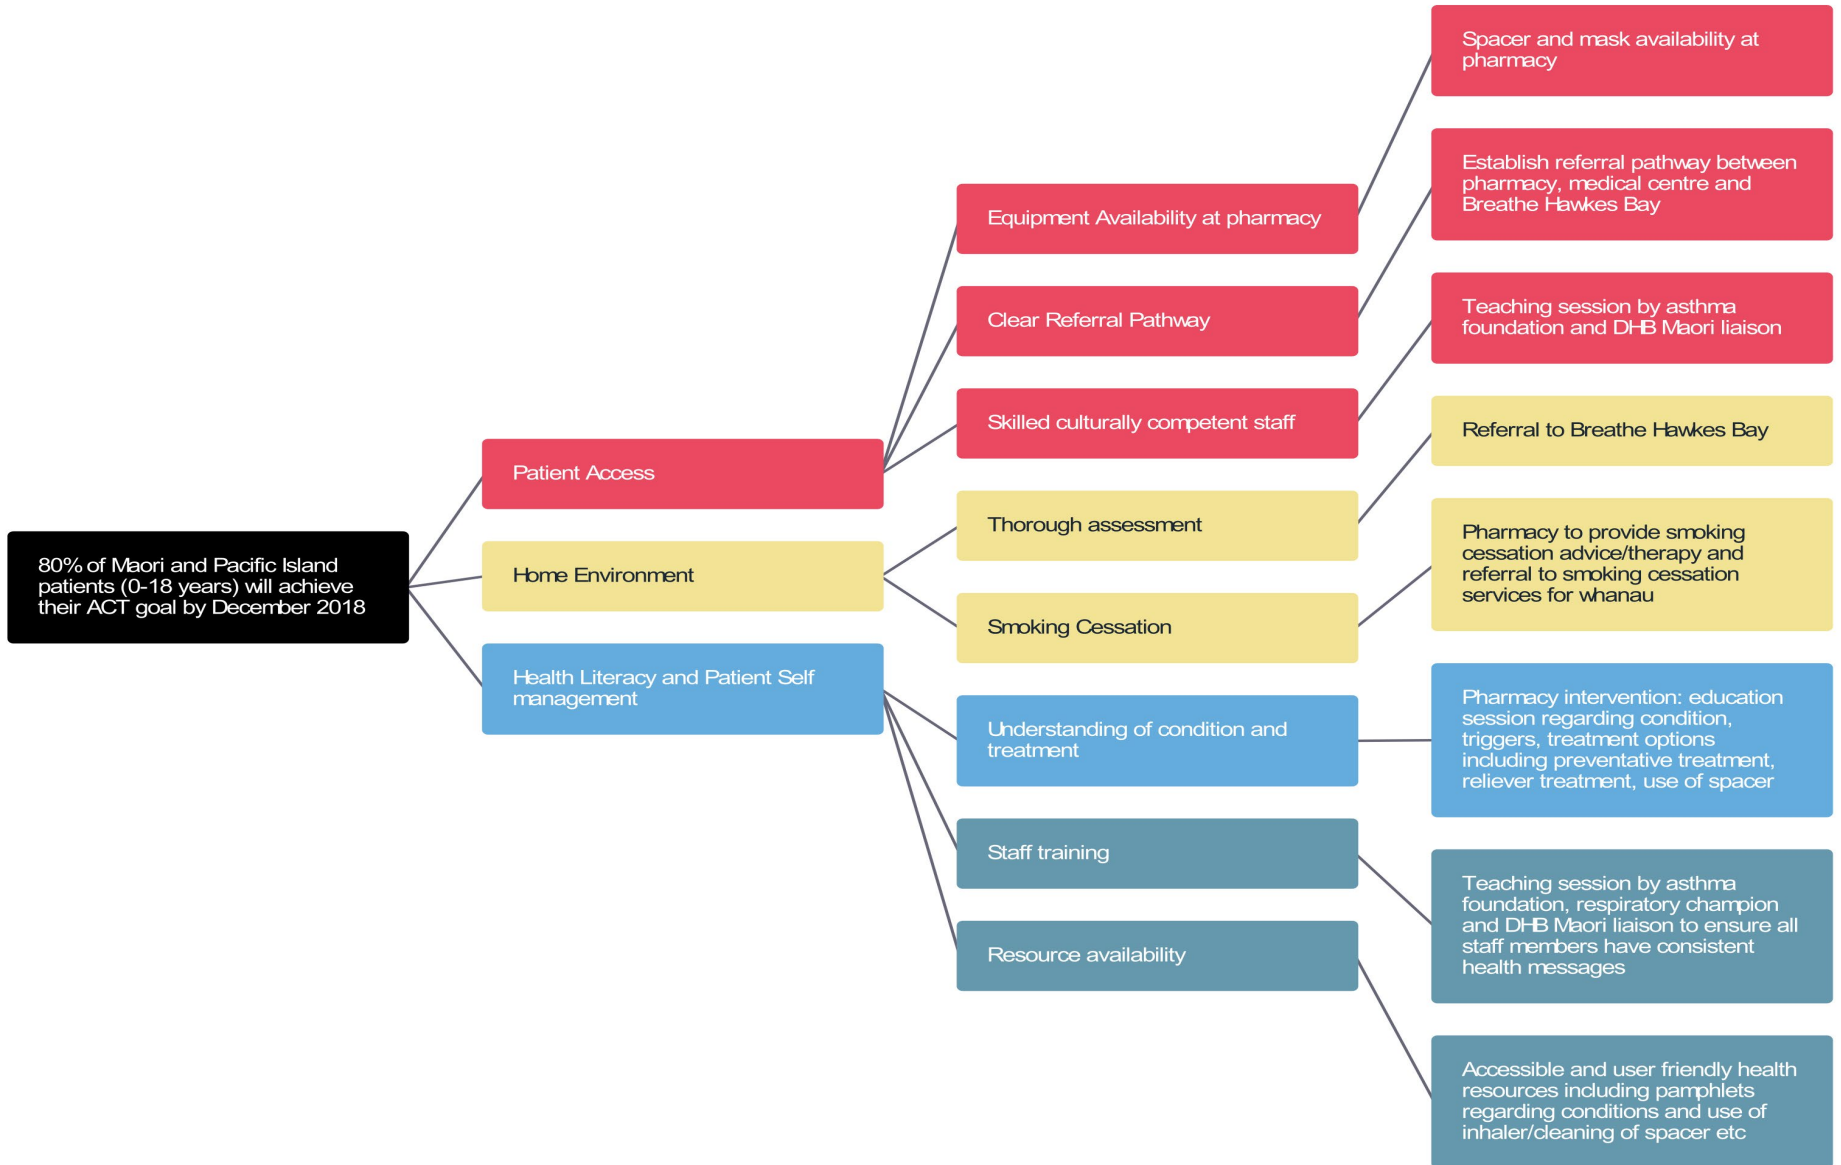 80% of Maori and Pacific Island
patients (0-18 years) will achieve
their ACT goal by December 2018
Patient Access
Home Environment
Health Literacy and Patient Self
management
Equipment Availability at pharmacy
Clear Referral Pathway
Skilled culturally competent staff
Thorough assessment
Smoking Cessation
Understanding of condition and
treatment
Staff training
Resource availability
Spacer and mask availability at
pharmacy
Establish referral pathway between
pharmacy, medical centre and
Breathe Hawkes Bay
Teaching session by asthma
foundation and DHB Maori liaison
Referral to Breathe Hawkes Bay
Pharmacy to provide smoking
cessation advice/therapy and
referral to smoking cessation
services for whanau
Pharmacy intervention: education
session regarding condition,
triggers, treatment options
including preventative treatment,
reliever treatment, use of spacer
Teaching session by asthma
foundation, respiratory champion
and DHB Maori liaison to ensure all
staff members have consistent
health messages
Accessible and user friendly health
resources including pamphlets
regarding conditions and use of
inhaler/cleaning of spacer etc